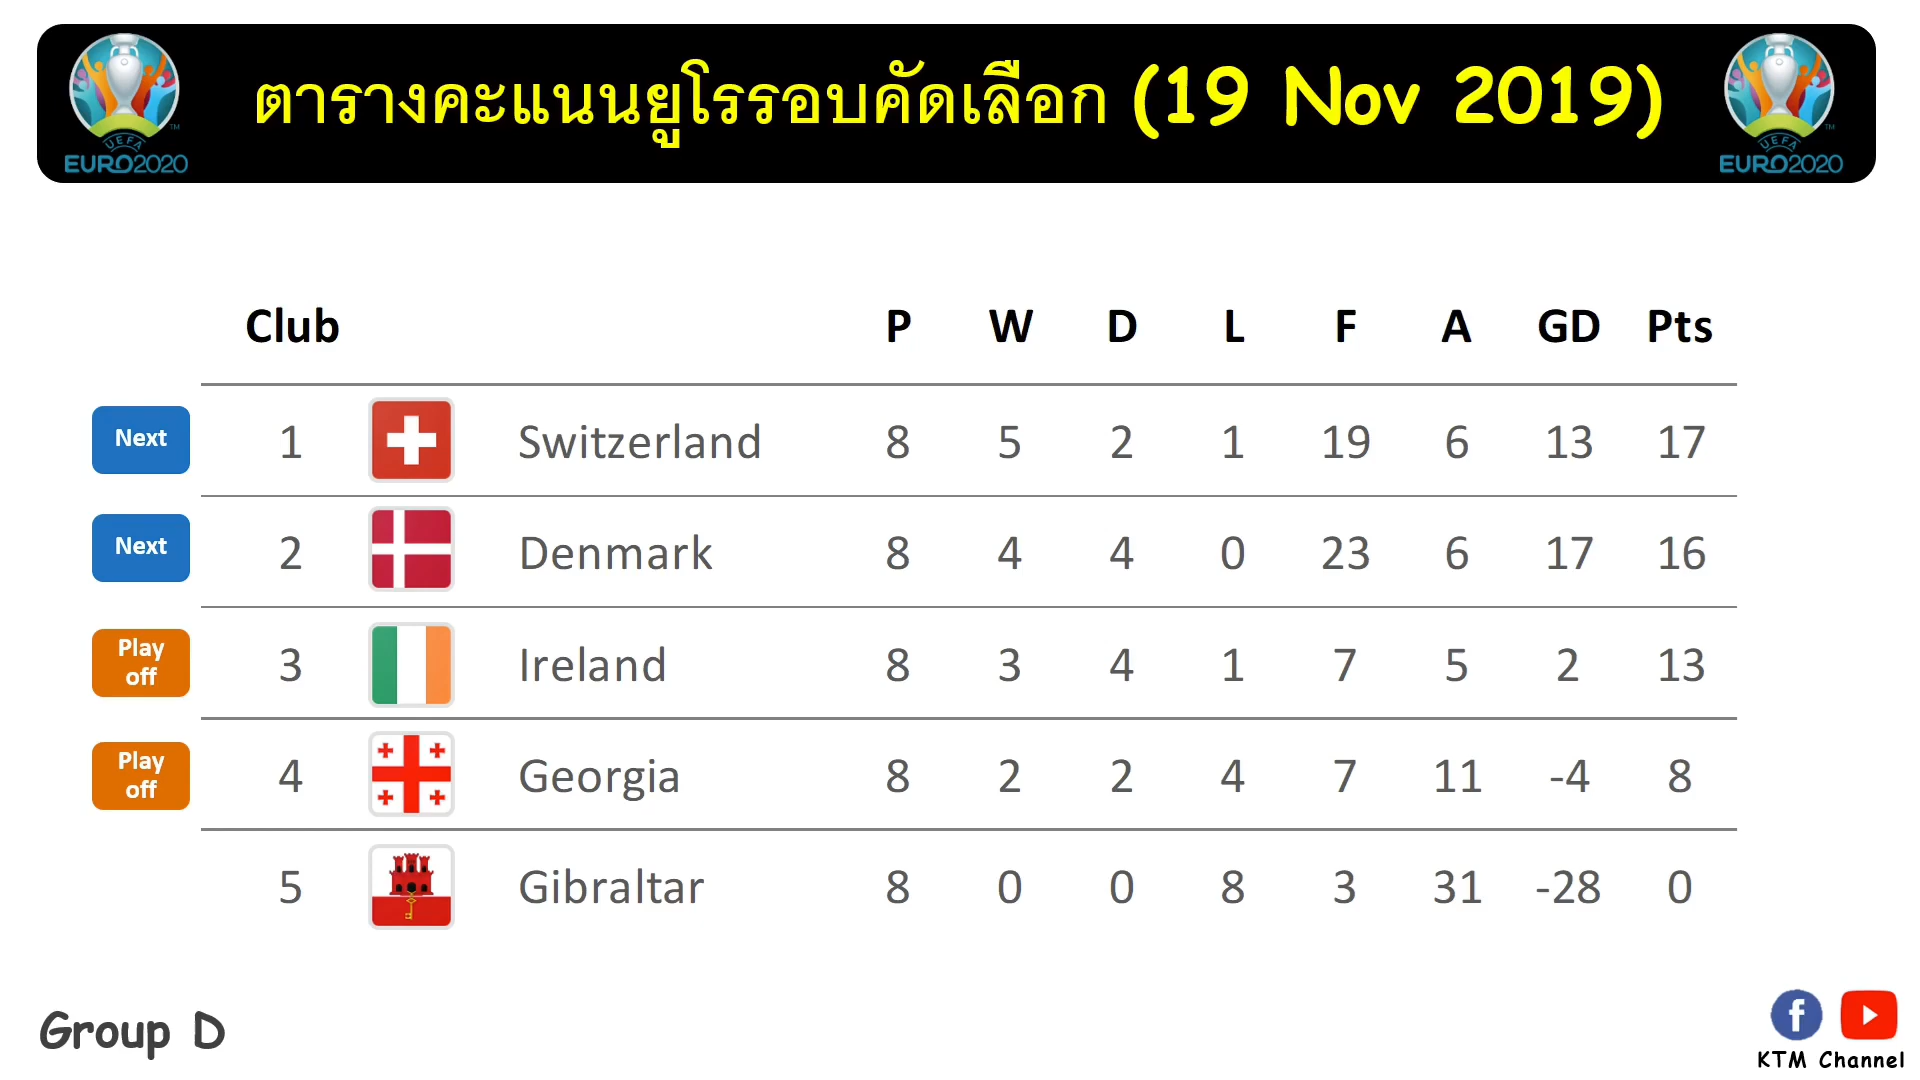 ตารางคะแนนยูโรรอบคัดเลือก (19 Nov 2019)
UEFA
EURO2020
TM
UEFA
EURO2020
TM
Club P W D L F A GD Pts
Next 1 Switzerland 8 5 2 1 19 6 13 17
Next 2 Denmark 8 4 4 0 23 6 17 16
Play off 3 Ireland 8 3 4 1 7 5 2 13
Play off 4 Georgia 8 2 2 4 7 11 -4 8
5 Gibraltar 8 0 0 8 3 31 -28 0
Group D
f
KTM Channel